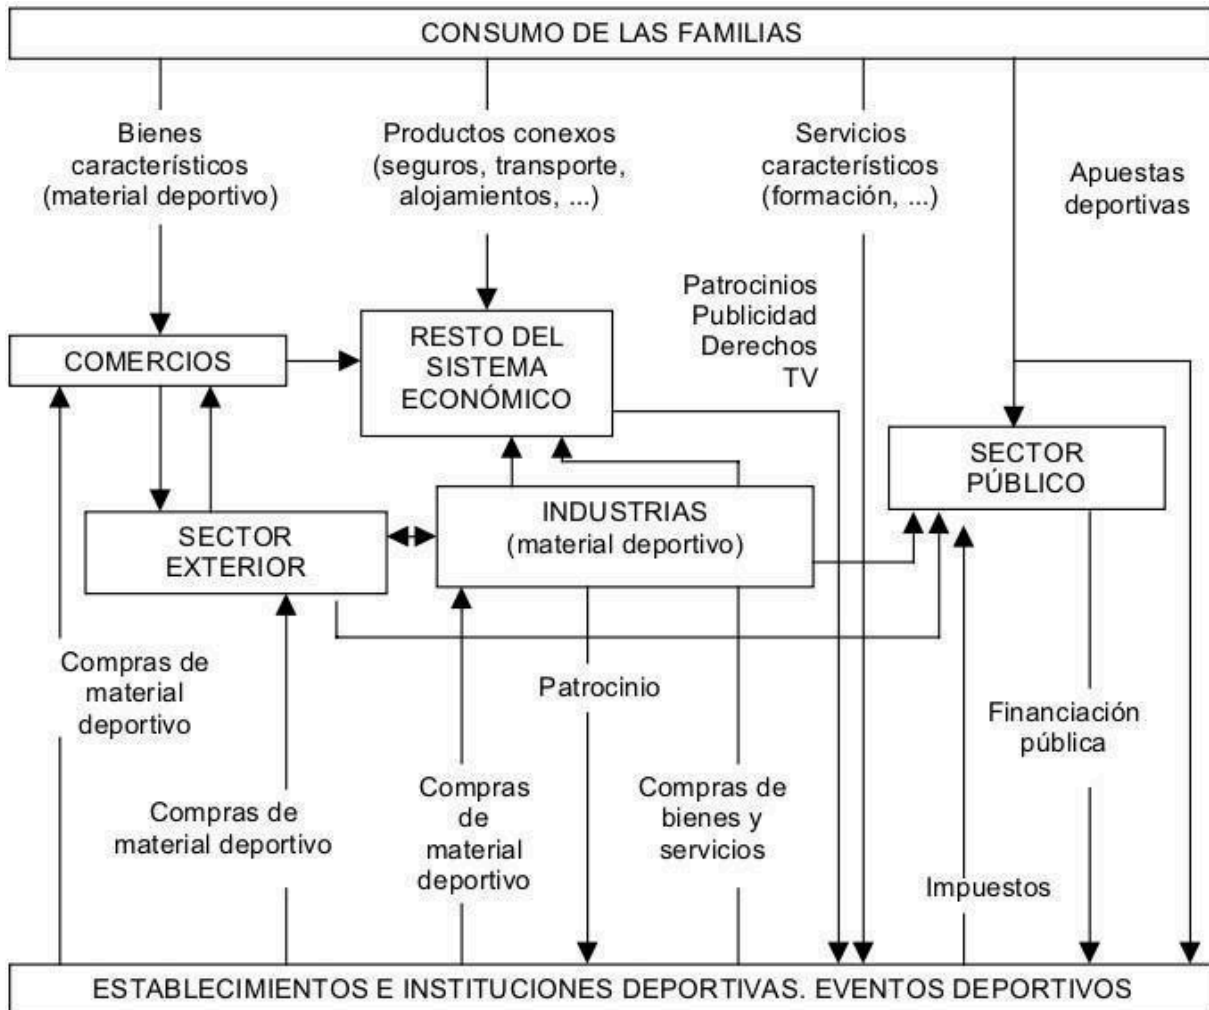 CONSUMO DE LAS FAMILIAS
Bienes
característicos
(material deportivo)
Productos conexos
(seguros, transporte,
alojamientos, ...)
Servicios
característicos
(formación, ...)
Apuestas
deportivas
Patrocinios
Publicidad
Derechos
TV
COMERCIOS
RESTO DEL
SISTEMA
ECONÓMICO
SECTOR
PÚBLICO
SECTOR
EXTERIOR
INDUSTRIAS
(material deportivo)
Compras de
material
deportivo
Compras de
material deportivo
Compras
de
material
deportivo
Patrocinio
Compras de
bienes y
servicios
Financiación
pública
Impuestos
ESTABLECIMIENTOS E INSTITUCIONES DEPORTIVAS. EVENTOS DEPORTIVOS